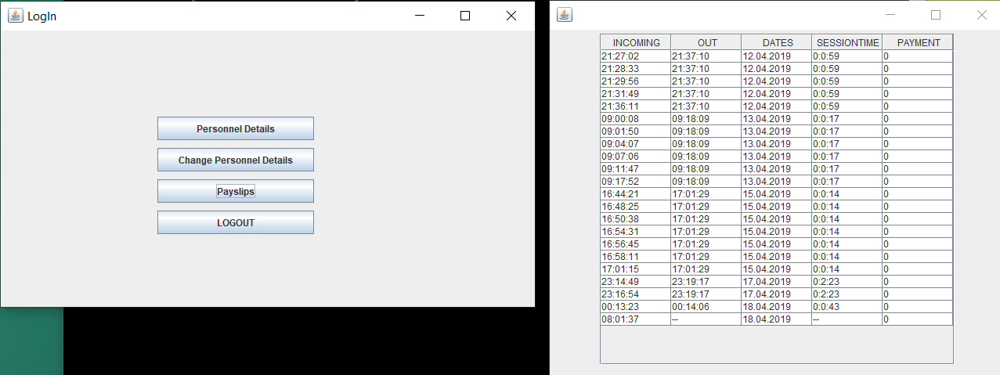 LogIn
Personnel Details
Change Personnel Details
Payslips
LOGOUT
INCOMING OUT DATES SESSIONTIME PAYMENT
21:27:02 21:37:10 12.04.2019 0:0:59 0
21:28:33 21:37:10 12.04.2019 0:0:59 0
21:29:56 21:37:10 12.04.2019 0:0:59 0
21:31:49 21:37:10 12.04.2019 0:0:59 0
21:36:11 21:37:10 12.04.2019 0:0:59 0
09:00:08 09:18:09 13.04.2019 0:0:17 0
09:01:50 09:18:09 13.04.2019 0:0:17 0
09:04:07 09:18:09 13.04.2019 0:0:17 0
09:07:06 09:18:09 13.04.2019 0:0:17 0
09:11:47 09:18:09 13.04.2019 0:0:17 0
09:17:52 09:18:09 13.04.2019 0:0:17 0
16:44:21 17:01:29 15.04.2019 0:0:14 0
16:48:25 17:01:29 15.04.2019 0:0:14 0
16:50:38 17:01:29 15.04.2019 0:0:14 0
16:54:31 17:01:29 15.04.2019 0:0:14 0
16:56:45 17:01:29 15.04.2019 0:0:14 0
16:58:11 17:01:29 15.04.2019 0:0:14 0
17:01:15 17:01:29 15.04.2019 0:0:14 0
23:14:49 23:19:17 17.04.2019 0:2:23 0
23:16:54 23:19:17 17.04.2019 0:2:23 0
00:13:23 00:14:06 18.04.2019 0:0:43 0
08:01:37 -- 18.04.2019 -- 0